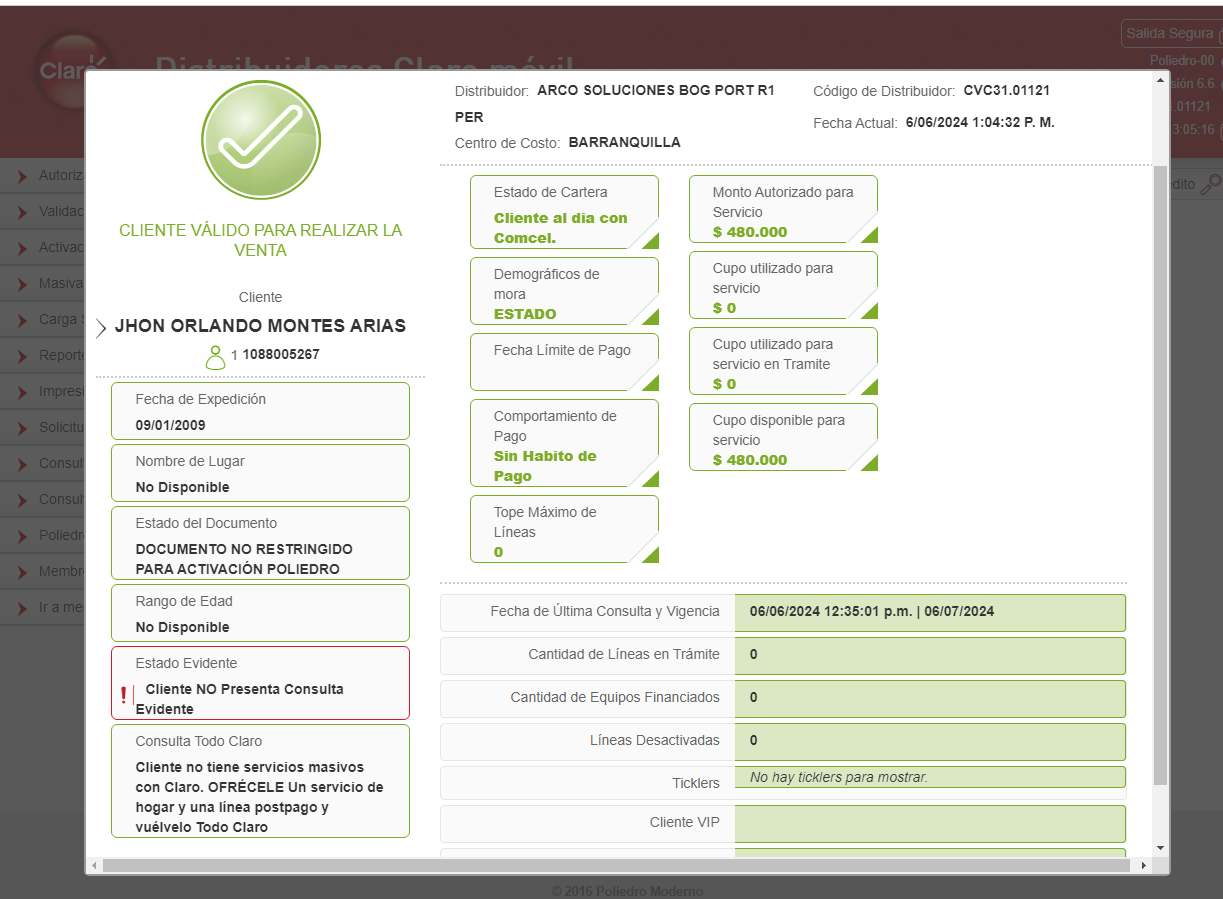 Salida Segura
Claro
Distribuidores Claro móvil
Poliedro-00
sión 6.6
.01121
3:05:16
Autoriz
Validac
Activac
Masiva
Carga S
Reporte
Impresi
Solicitu
Consul
Consul
Poliedr
Membr
Ir a me
dito
CLIENTE VÁLIDO PARA REALIZAR LA
VENTA
Cliente
JHON ORLANDO MONTES ARIAS
1 1088005267
Fecha de Expedición
09/01/2009
Nombre de Lugar
No Disponible
Estado del Documento
DOCUMENTO NO RESTRINGIDO
PARA ACTIVACIÓN POLIEDRO
Rango de Edad
No Disponible
Estado Evidente
! Cliente NO Presenta Consulta
Evidente
Consulta Todo Claro
Cliente no tiene servicios masivos
con Claro. OFRÉCELE Un servicio de
hogar y una línea postpago y
vuélvelo Todo Claro
Distribuidor: ARCO SOLUCIONES BOG PORT R1
PER
Centro de Costo: BARRANQUILLA
Código de Distribuidor: CVC31.01121
Fecha Actual: 6/06/2024 1:04:32 P. M.
Estado de Cartera
Cliente al dia con
Comcel.
Demográficos de
mora
ESTADO
Fecha Límite de Pago
Comportamiento de
Pago
Sin Habito de
Pago
Tope Máximo de
Líneas
0
Monto Autorizado para
Servicio
$ 480.000
Cupo utilizado para
servicio
$ 0
Cupo utilizado para
servicio en Tramite
$ 0
Cupo disponible para
servicio
$ 480.000
Fecha de Última Consulta y Vigencia 06/06/2024 12:35:01 p.m. | 06/07/2024
Cantidad de Líneas en Trámite 0
Cantidad de Equipos Financiados 0
Líneas Desactivadas 0
Ticklers No hay ticklers para mostrar.
Cliente VIP
© 2016 Poliedro Moderno